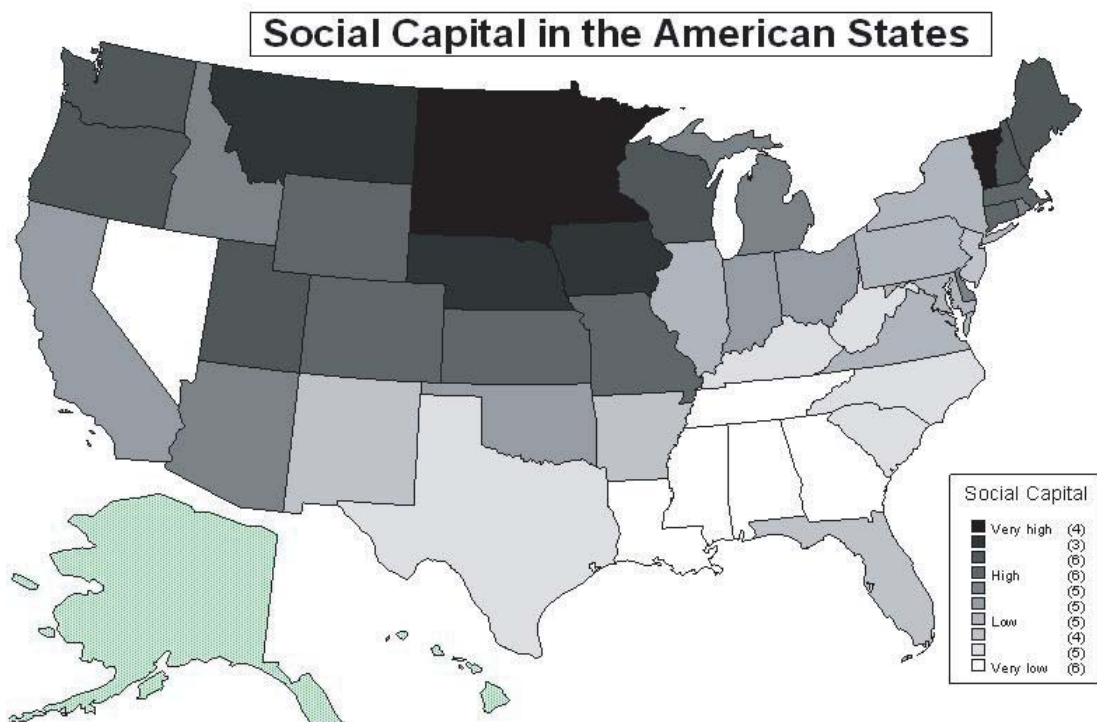 Social Capital in the American States
Social Capital
Very high (4)
(3)
(6)
High (6)
(5)
(5)
Low (5)
(4)
(5)
Very low (6)